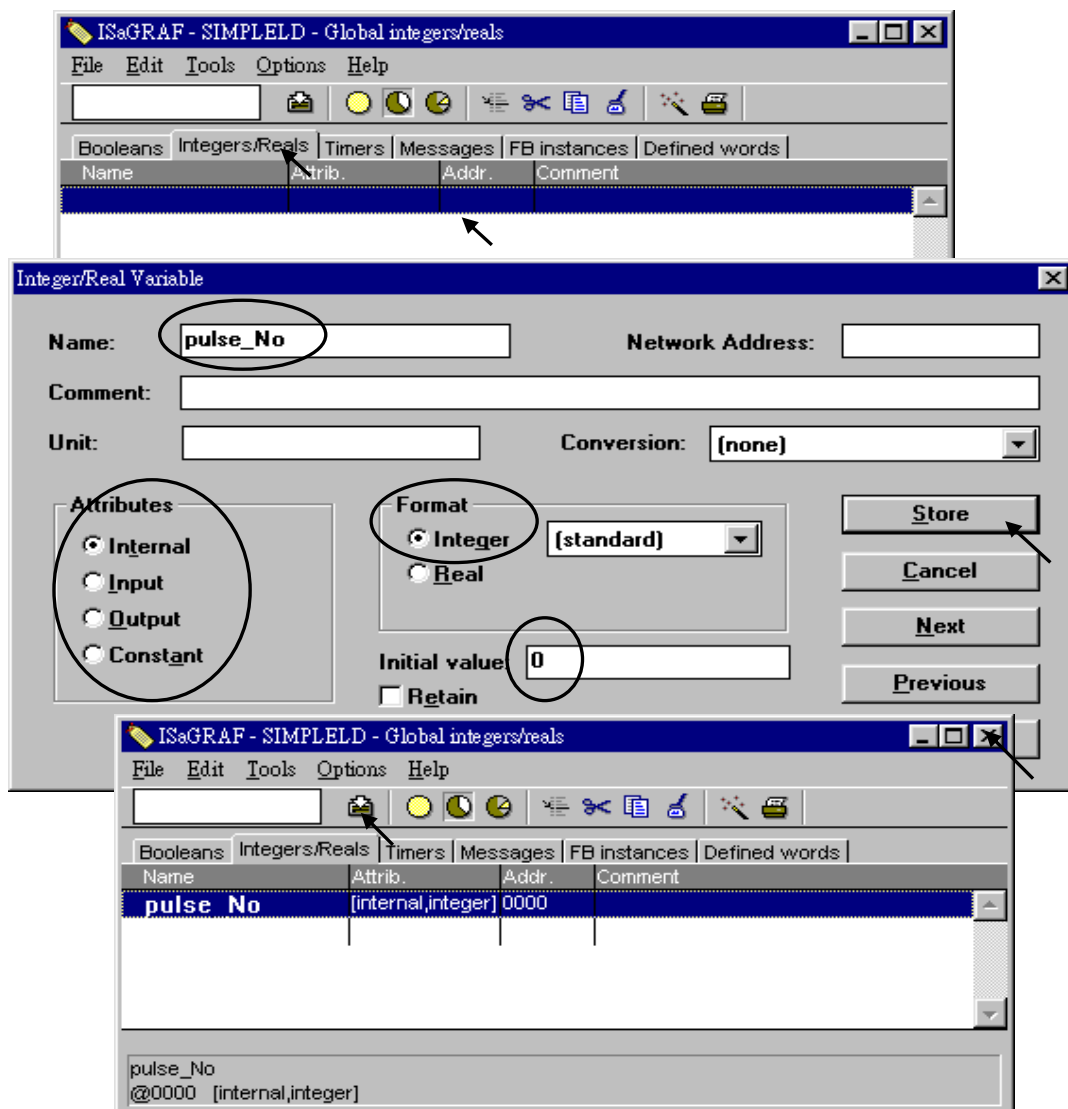 ISaGRAF - SIMPLELD - Global integers/reals
File Edit Tools Options Help
Booleans Integers/Reals Timers Messages FB instances Defined words
Name Attrib. Addr. Comment
Integer/Real Variable
Name: pulse_No Network Address:
Comment:
Unit: Conversion: (none)
Attributes Format
Internal Integer (standard) Store
Input Real Cancel
Output Next
Constant Initial value: 0 Previous
Retain
ISaGRAF - SIMPLELD - Global integers/reals
File Edit Tools Options Help
Booleans Integers/Reals Timers Messages FB instances Defined words
Name Attrib. Addr. Comment
pulse_No [internal,integer] 0000
pulse_No
@0000 [internal,integer]